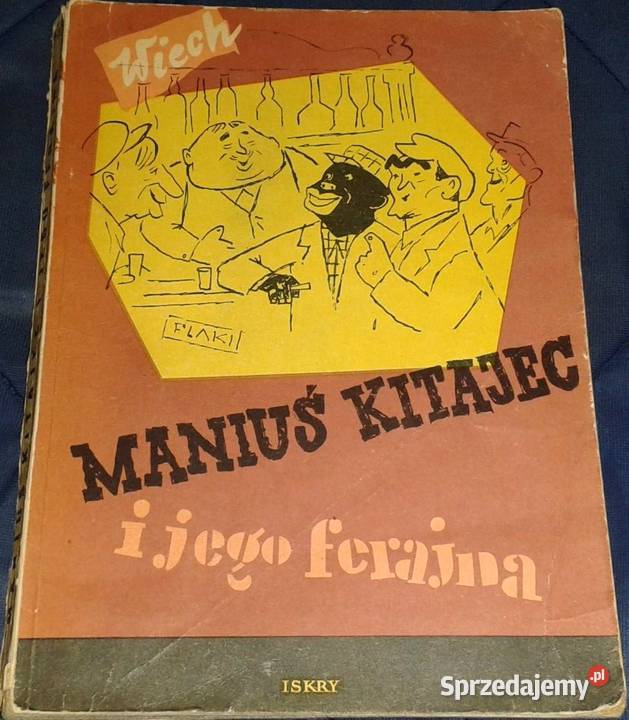 Wiech
FLAKI
MANIUŚ KITAJEC
i jego ferajna
ISKRY
Sprzedajemy.pl